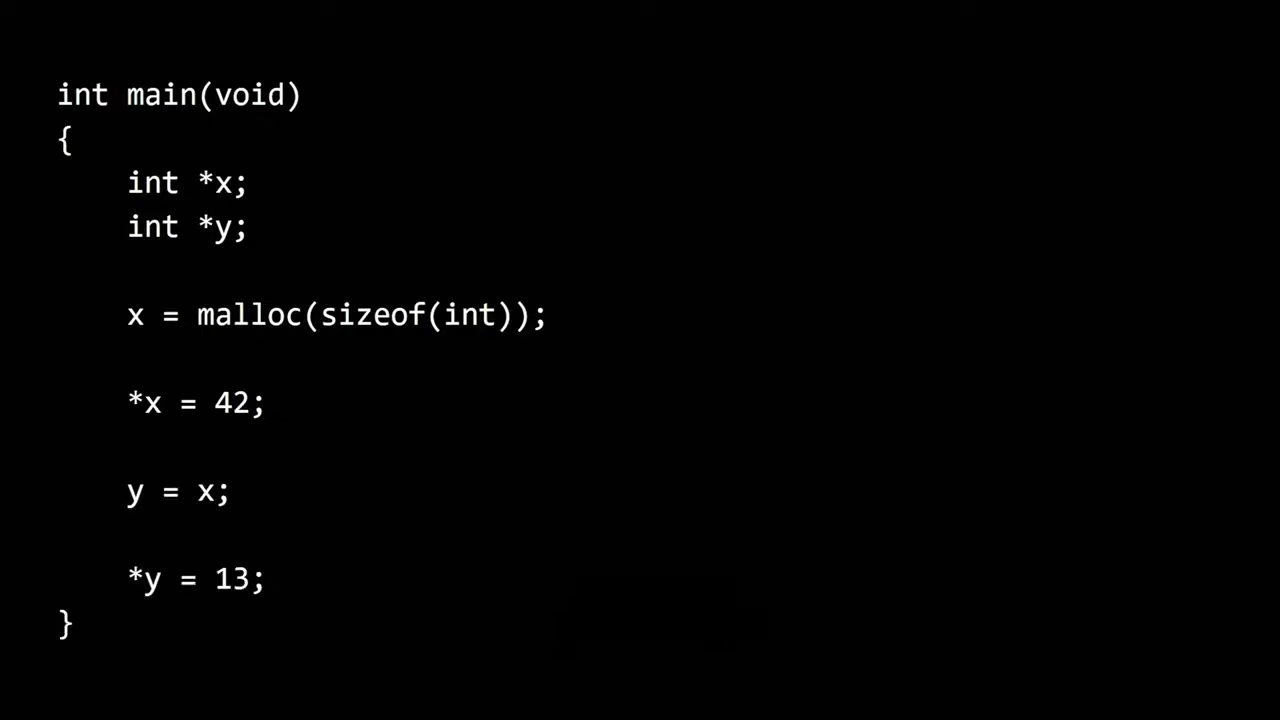 int main(void)
{
    int *x;
    int *y;

    x = malloc(sizeof(int));

    *x = 42;

    y = x;

    *y = 13;
}